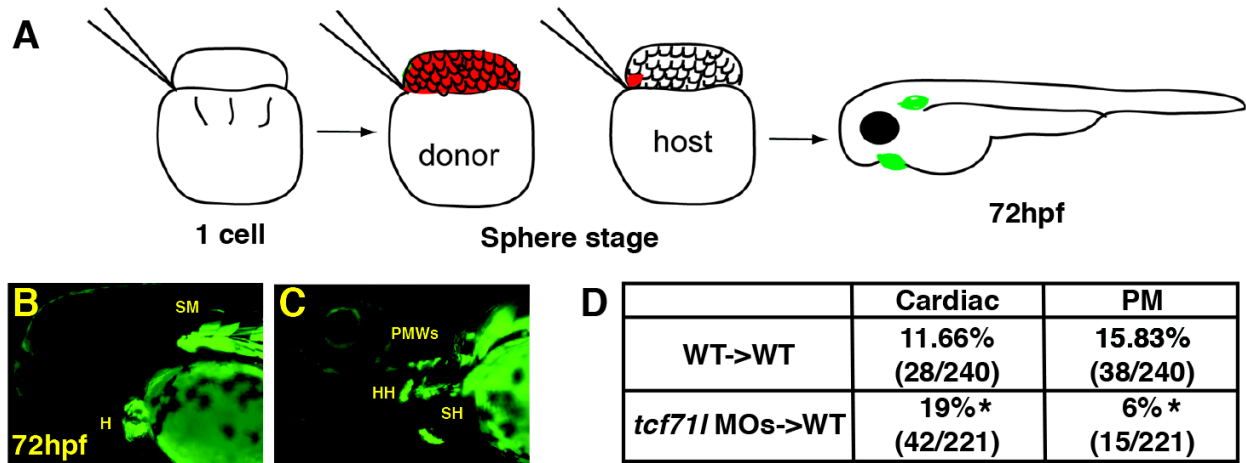 A
donor
host
1 cell
Sphere stage
72hpf
B
SM
H
72hpf
C
PMWs
HH
SH
D
Cardiac PM
WT->WT 11.66% 15.83%
(28/240) (38/240)
tcf71l MOs->WT 19%* 6%*
(42/221) (15/221)